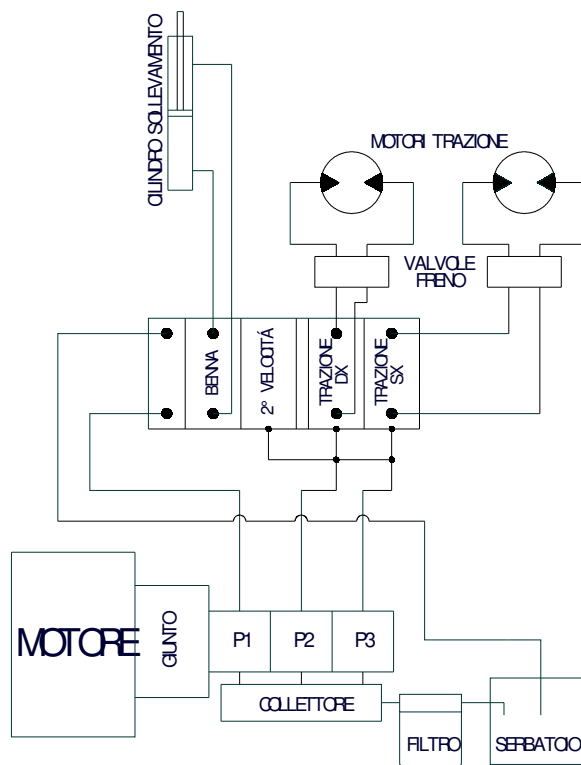 CILINDRO SOLLEVAMENTO
MOTORI TRAZIONE
VALVOLE
FRENO
BENNA
2° VELOCITÁ
TRAZIONE
DX
TRAZIONE
SX
MOTORE
GIUNTO
P1
P2
P3
COLLETTORE
FILTRO
SERBATOIO